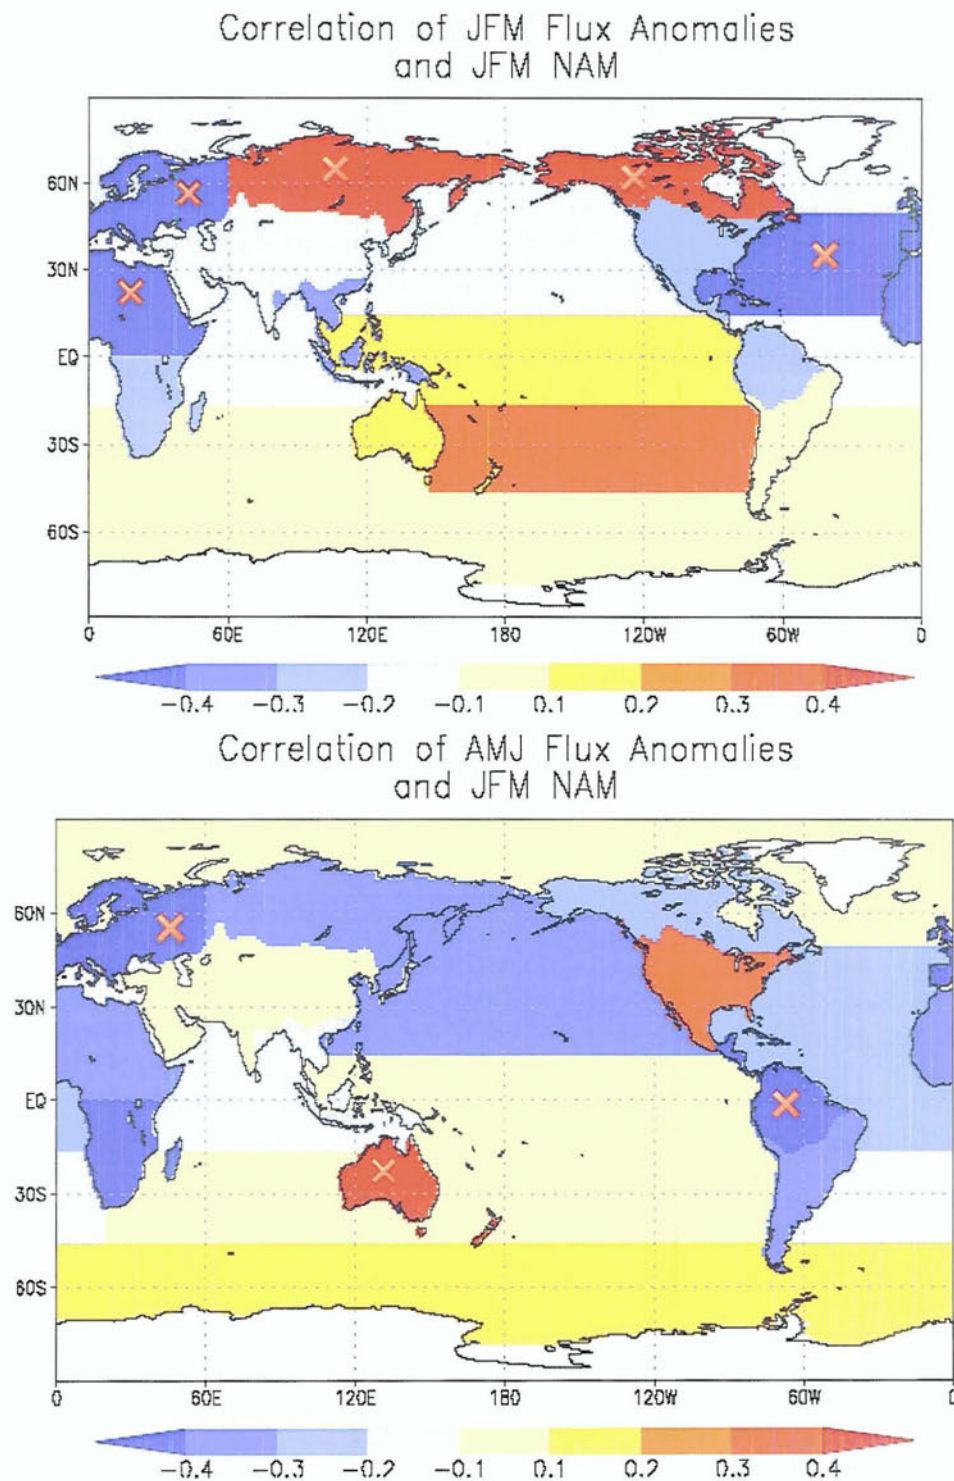 Correlation of JFM Flux Anomalies
and JFM NAM
60N
30N
EQ
30S
60S
0 60E 120E 180 120W 60W 0
-0.4 -0.3 -0.2 -0.1 0.1 0.2 0.3 0.4
Correlation of AMJ Flux Anomalies
and JFM NAM
60N
30N
EQ
30S
60S
0 60E 120E 180 120W 60W 0
-0.4 -0.3 -0.2 -0.1 0.1 0.2 0.3 0.4